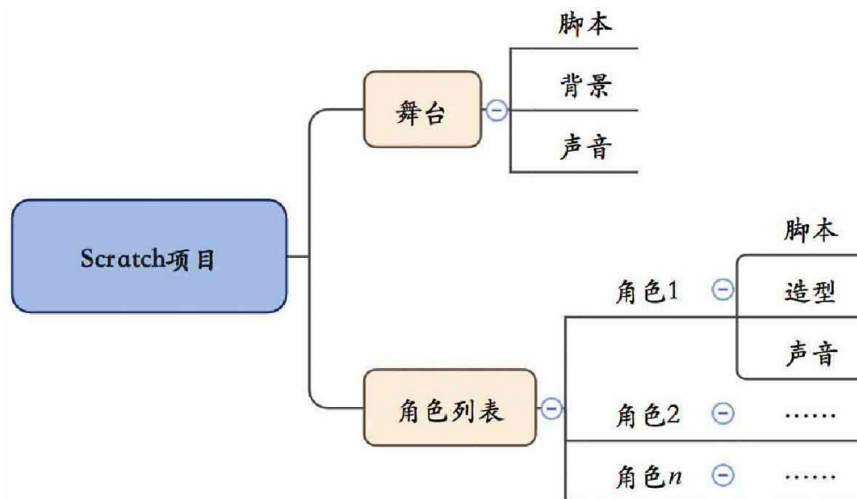 Scratch项目
舞台
脚本
背景
声音
角色列表
角色1
脚本
造型
声音
角色2
……
角色n
……